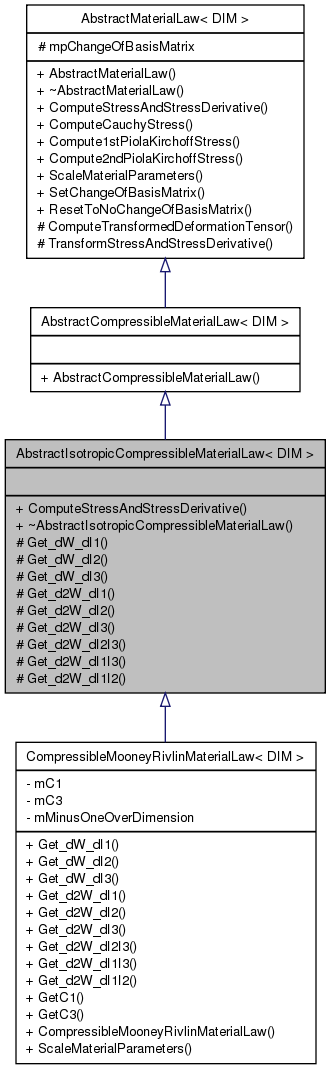 AbstractMaterialLaw< DIM >
# mpChangeOfBasisMatrix
+ AbstractMaterialLaw()
+ ~AbstractMaterialLaw()
+ ComputeStressAndStressDerivative()
+ ComputeCauchyStress()
+ Compute1stPiolaKirchoffStress()
+ Compute2ndPiolaKirchoffStress()
+ ScaleMaterialParameters()
+ SetChangeOfBasisMatrix()
+ ResetToNoChangeOfBasisMatrix()
# ComputeTransformedDeformationTensor()
# TransformStressAndStressDerivative()
AbstractCompressibleMaterialLaw< DIM >
+ AbstractCompressibleMaterialLaw()
AbstractIsotropicCompressibleMaterialLaw< DIM >
+ ComputeStressAndStressDerivative()
+ ~AbstractIsotropicCompressibleMaterialLaw()
# Get_dW_dI1()
# Get_dW_dI2()
# Get_dW_dI3()
# Get_d2W_dI1()
# Get_d2W_dI2()
# Get_d2W_dI3()
# Get_d2W_dI2I3()
# Get_d2W_dI1I3()
# Get_d2W_dI1I2()
CompressibleMooneyRivlinMaterialLaw< DIM >
- mC1
- mC3
- mMinusOneOverDimension
+ Get_dW_dI1()
+ Get_dW_dI2()
+ Get_dW_dI3()
+ Get_d2W_dI1()
+ Get_d2W_dI2()
+ Get_d2W_dI3()
+ Get_d2W_dI2I3()
+ Get_d2W_dI1I3()
+ Get_d2W_dI1I2()
+ GetC1()
+ GetC3()
+ CompressibleMooneyRivlinMaterialLaw()
+ ScaleMaterialParameters()